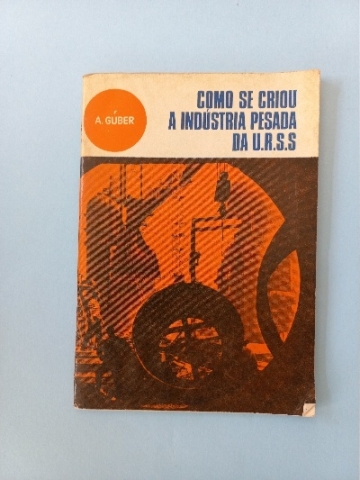 A. GÚBER
COMO SE CRIOU
A INDÚSTRIA PESADA
DA U.R.S.S